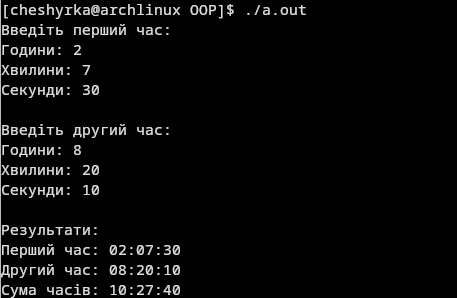 [cheshyrka@archlinux OOP]$ ./a.out
Введіть перший час:
Години: 2
Хвилини: 7
Секунди: 30

Введіть другий час:
Години: 8
Хвилини: 20
Секунди: 10

Результати:
Перший час: 02:07:30
Другий час: 08:20:10
Сума часів: 10:27:40